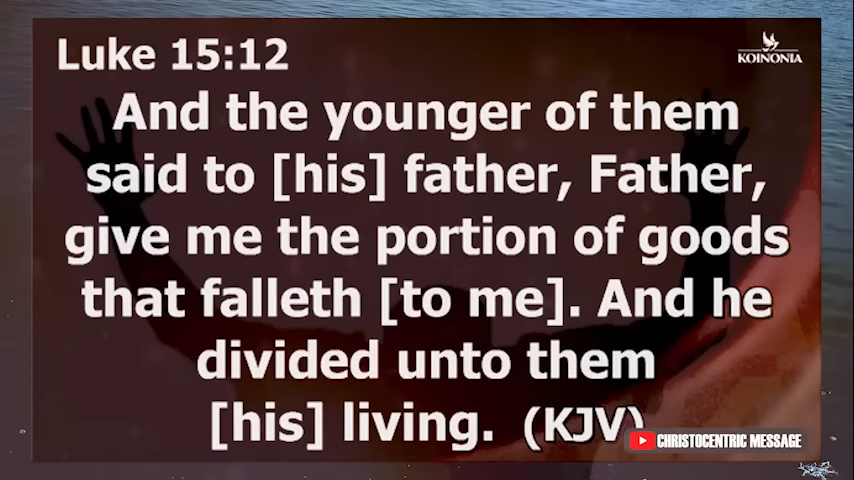 Luke 15:12
KOINONIA
And the younger of them
said to [his] father, Father,
give me the portion of goods
that falleth [to me]. And he
divided unto them
[his] living. (KJV)
CHRISTOCENTRIC MESSAGE